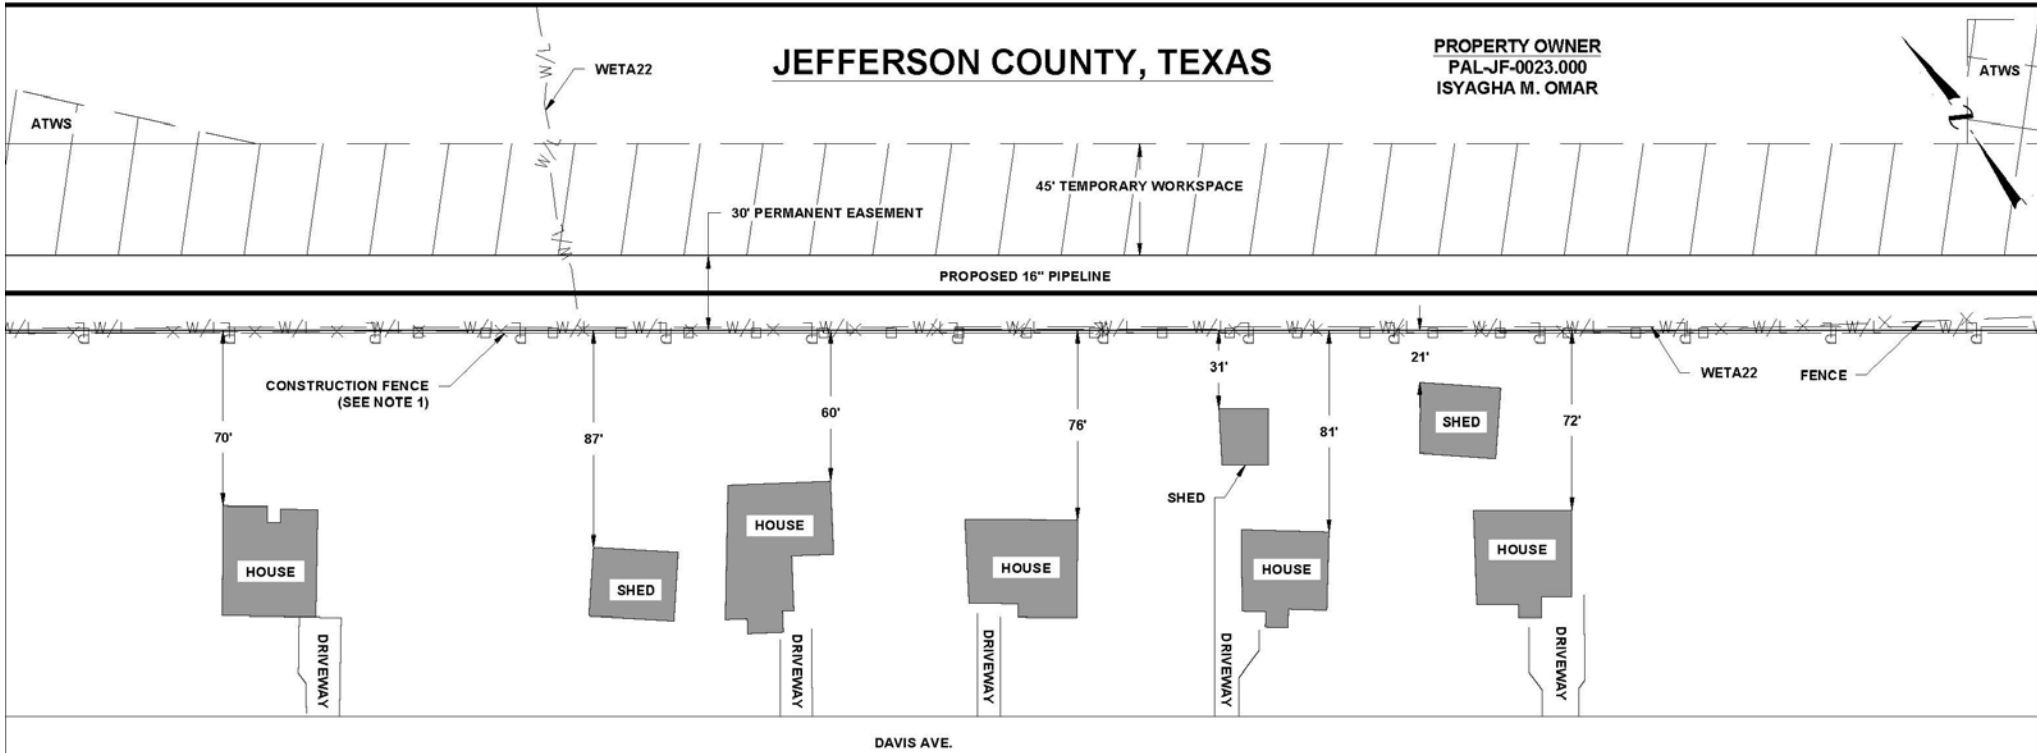 JEFFERSON COUNTY, TEXAS
PROPERTY OWNER
PAL-JF-0023.000
ISYAGHA M. OMAR
WETA22
ATWS
ATWS
N
W/L
W/L
W/L
45' TEMPORARY WORKSPACE
30' PERMANENT EASEMENT
PROPOSED 16" PIPELINE
W/L W/L W/L W/L W/L W/L W/L W/L W/L W/L W/L W/L W/L W/L W/L W/L W/L W/L W/L W/L W/L W/L
CONSTRUCTION FENCE
(SEE NOTE 1)
WETA22
FENCE
70'
87'
60'
76'
31'
81'
21'
72'
SHED
SHED
HOUSE
SHED
HOUSE
HOUSE
HOUSE
HOUSE
DRIVEWAY
DRIVEWAY
DRIVEWAY
DRIVEWAY
DRIVEWAY
DAVIS AVE.